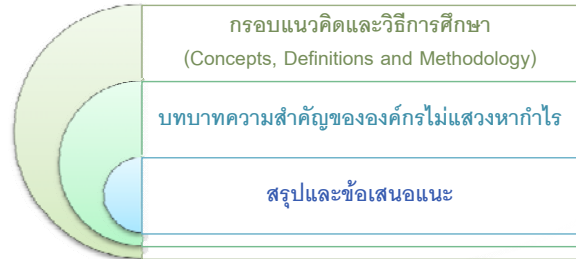 กรอบแนวคิดและวิธีการศึกษา
(Concepts, Definitions and Methodology)
บทบาทความสำคัญขององค์กรไม่แสวงหากำไร
สรุปและข้อเสนอแนะ